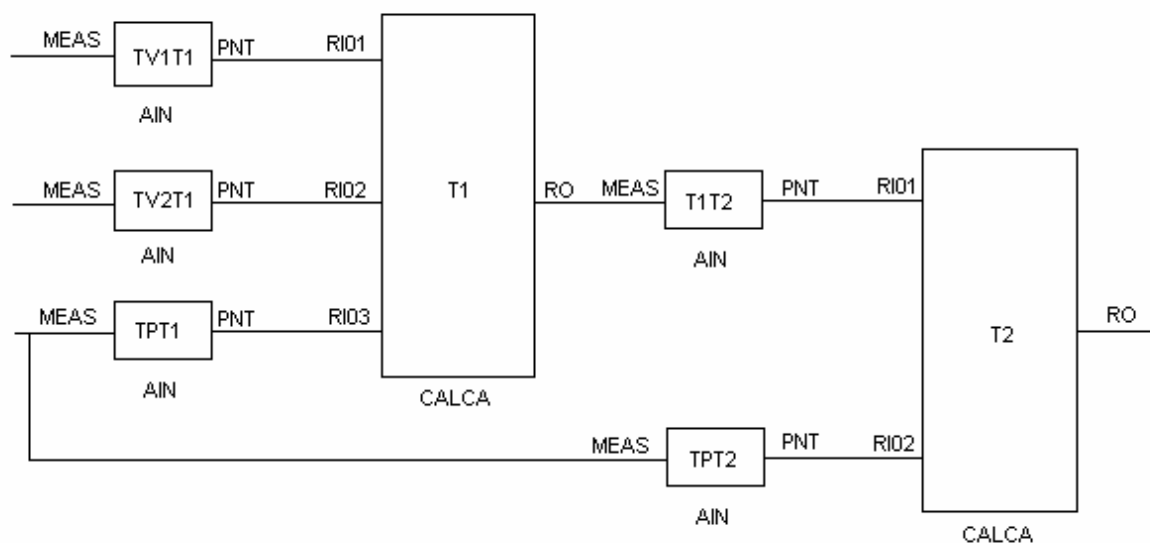 MEAS TV1T1 PNT RI01
AIN
MEAS TV2T1 PNT RI02 T1 RO MEAS T1T2 PNT RI01
AIN AIN
MEAS TPT1 PNT RI03 T2 RO
AIN
CALCA
MEAS TPT2 PNT RI02
AIN
CALCA